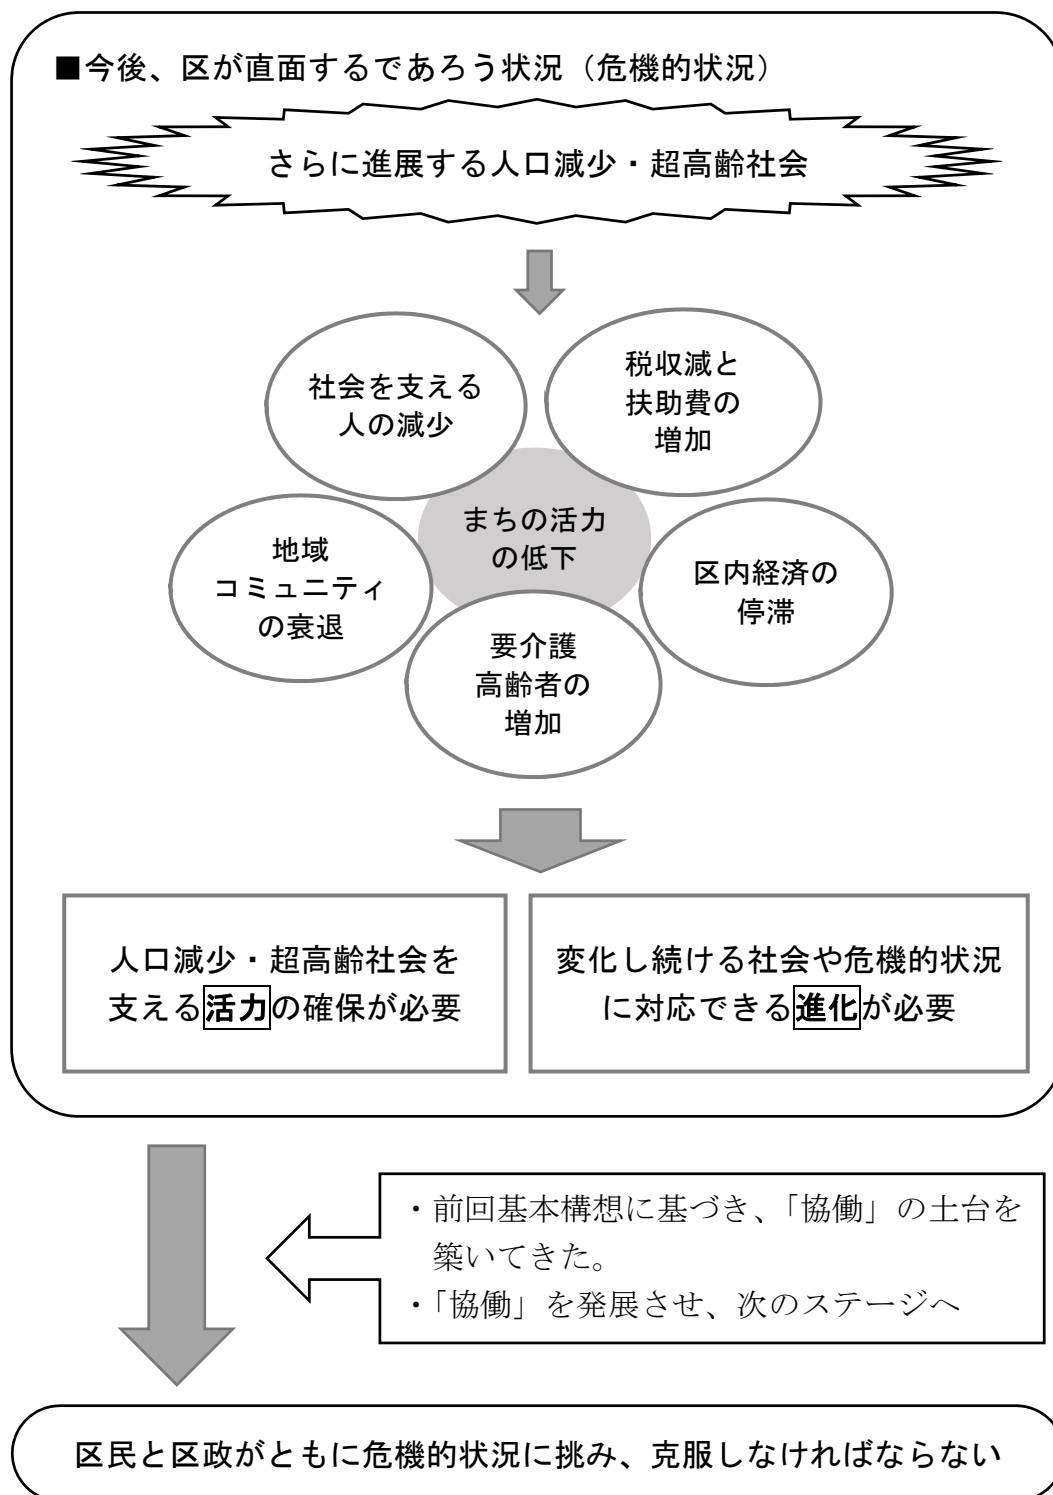 ■今後、区が直面するであろう状況（危機的状況）
さらに進展する人口減少・超高齢社会
社会を支える
人の減少
税収減と
扶助費の
増加
まちの活力
の低下
地域
コミュニティ
の衰退
区内経済の
停滞
要介護
高齢者の
増加
人口減少・超高齢社会を
支える活力の確保が必要
変化し続ける社会や危機的状況
に対応できる進化が必要
・前回基本構想に基づき、「協働」の土台を
築いてきた。
・「協働」を発展させ、次のステージへ
区民と区政がともに危機的状況に挑み、克服しなければならない